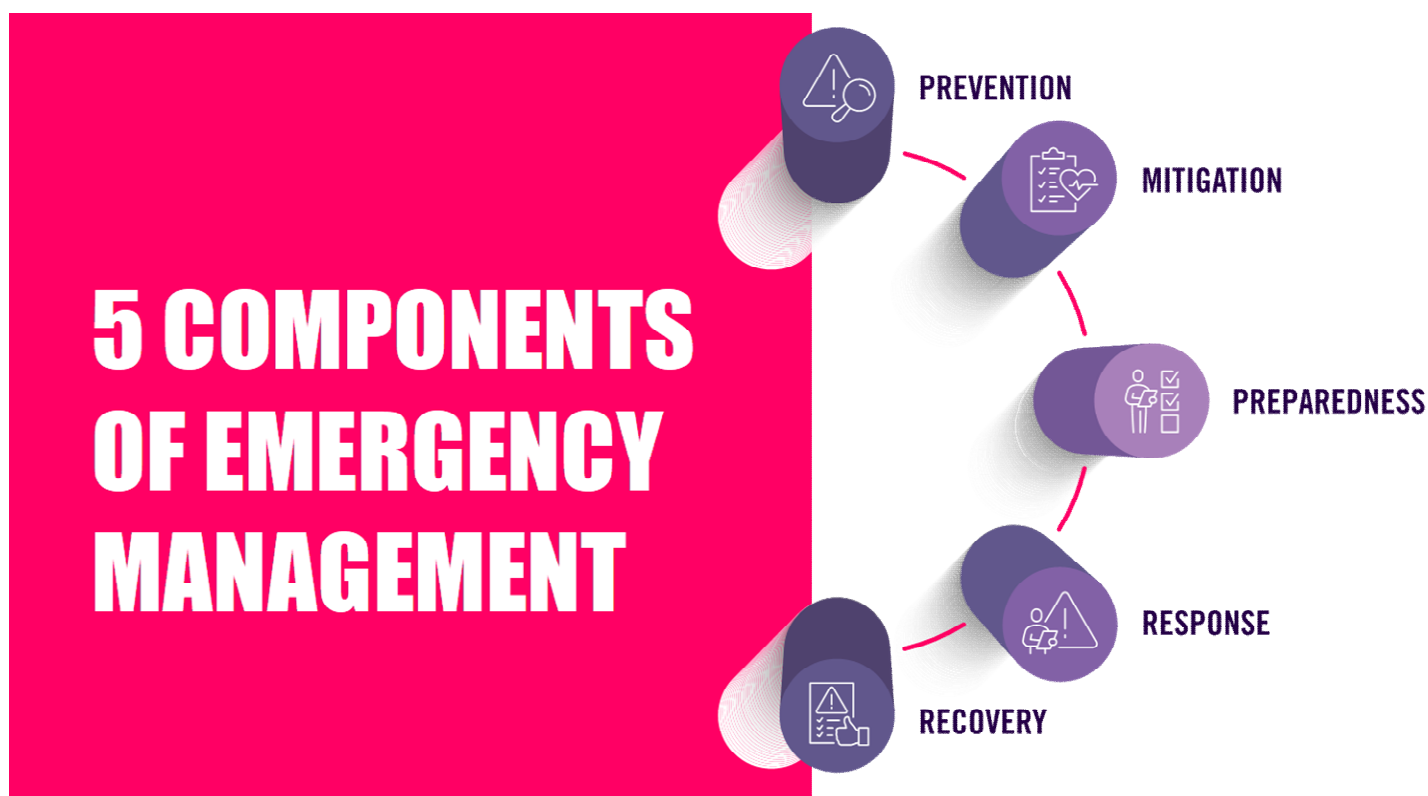 5 COMPONENTS
OF EMERGENCY
MANAGEMENT
PREVENTION
MITIGATION
PREPAREDNESS
RESPONSE
RECOVERY